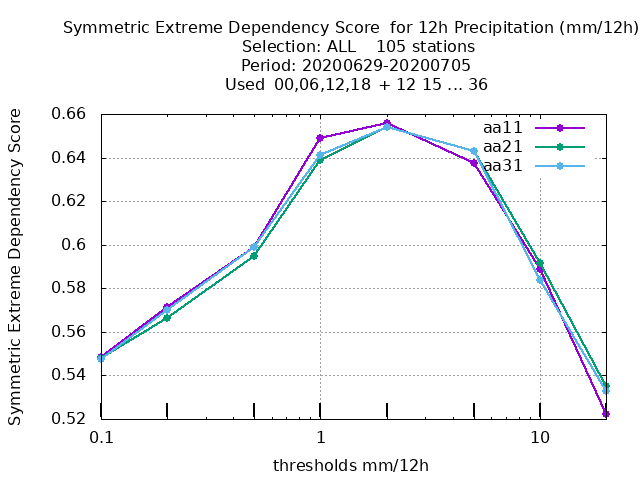 Symmetric Extreme Dependency Score  for 12h Precipitation (mm/12h)
Selection: ALL    105 stations
Period: 20200629-20200705
Used  00,06,12,18  + 12 15 ... 36
Symmetric Extreme Dependency Score
0.66
0.64
0.62
0.6
0.58
0.56
0.54
0.52
aa11
aa21
aa31
0.1
1
10
thresholds mm/12h